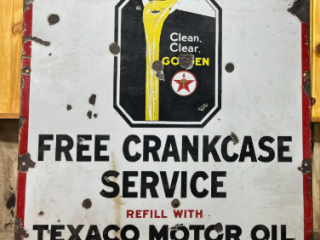 Clean.
Clear.
GOLDEN
FREE CRANKCASE
SERVICE
REFILL WITH
TEXACO MOTOR OIL